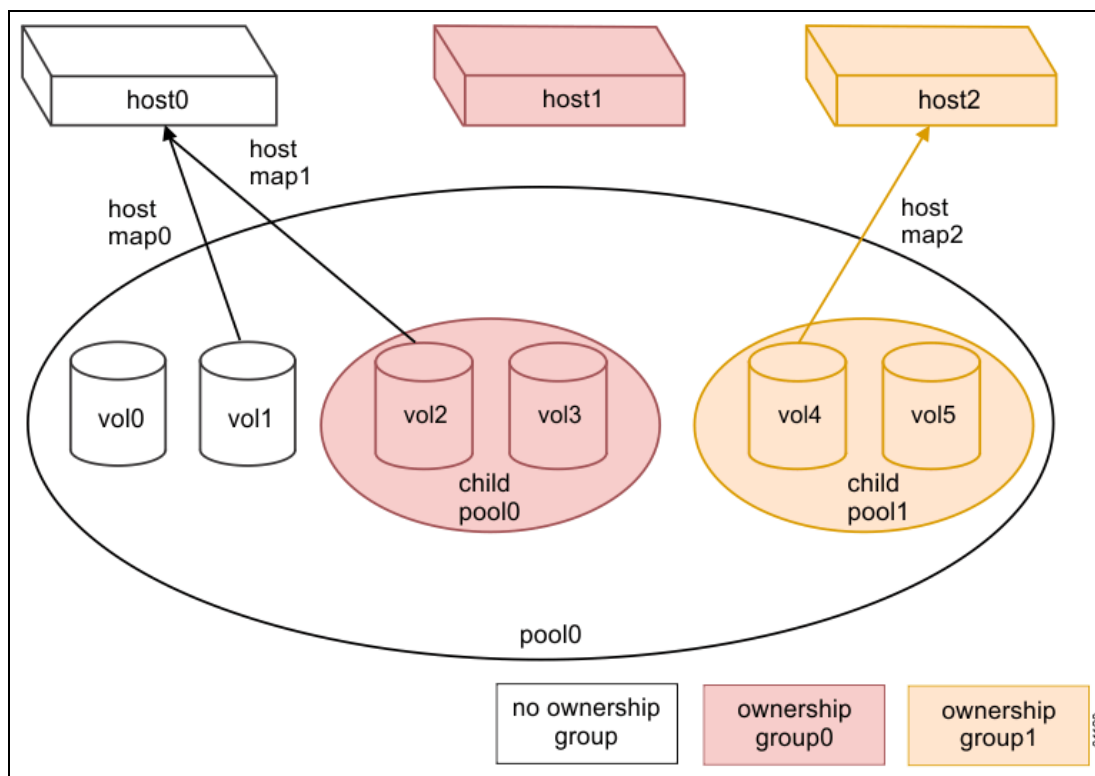 host0
host1
host2
host
map1
host
map0
host
map2
vol0
vol1
vol2
vol3
vol4
vol5
child
pool0
child
pool1
pool0
no ownership
group
ownership
group0
ownership
group1